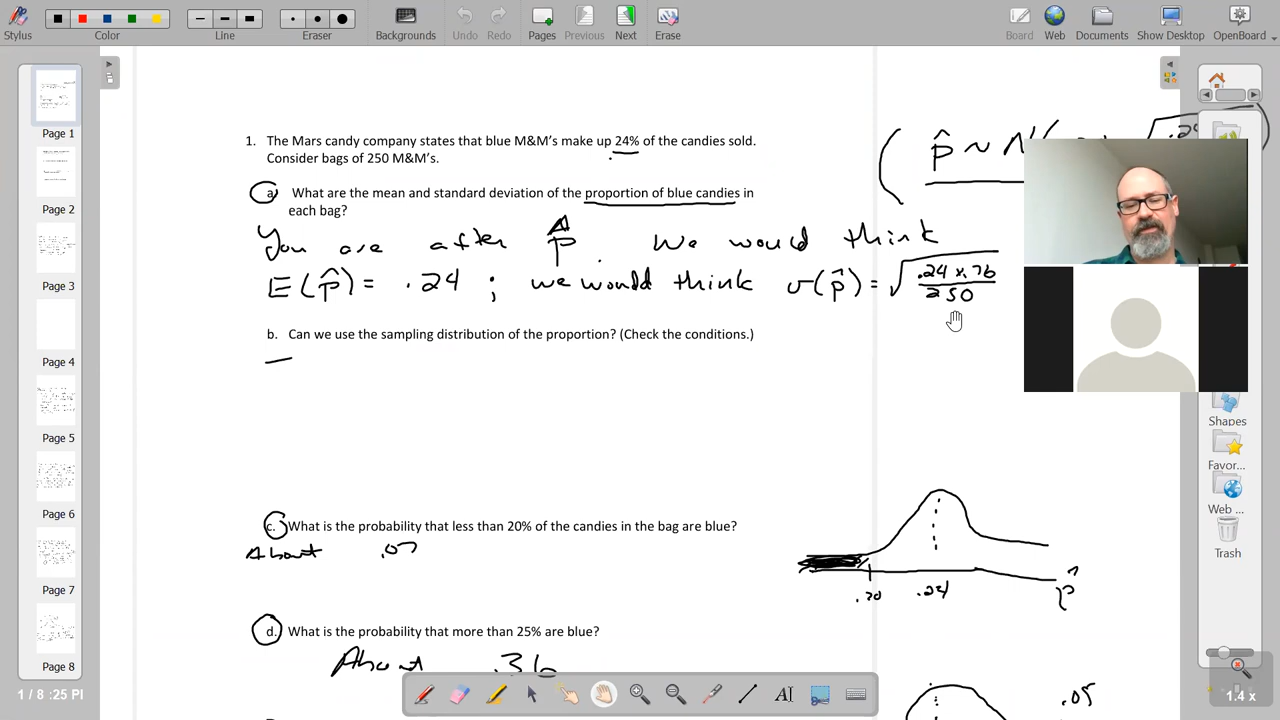 Stylus
Color
Line
Eraser
Backgrounds
Undo
Redo
Pages
Previous
Next
Erase
Board
Web
Documents
Show Desktop
OpenBoard
Page 1
Page 2
Page 3
Page 4
Page 5
Page 6
Page 7
Page 8
1. The Mars candy company states that blue M&M's make up 24% of the candies sold.
Consider bags of 250 M&M's.
p̂ ~ N
a. What are the mean and standard deviation of the proportion of blue candies in
each bag?
You are after p̂. We would think
E(p̂) = .24 ; we would think σ(p̂) = √(.24 x .76 / 250)
b. Can we use the sampling distribution of the proportion? (Check the conditions.)
c. What is the probability that less than 20% of the candies in the bag are blue?
About .07
.20 .24 p̂
d. What is the probability that more than 25% are blue?
About .36
.05
Shapes
Favor...
Web ...
Trash
1 / 8 :25 PI
1.4 x